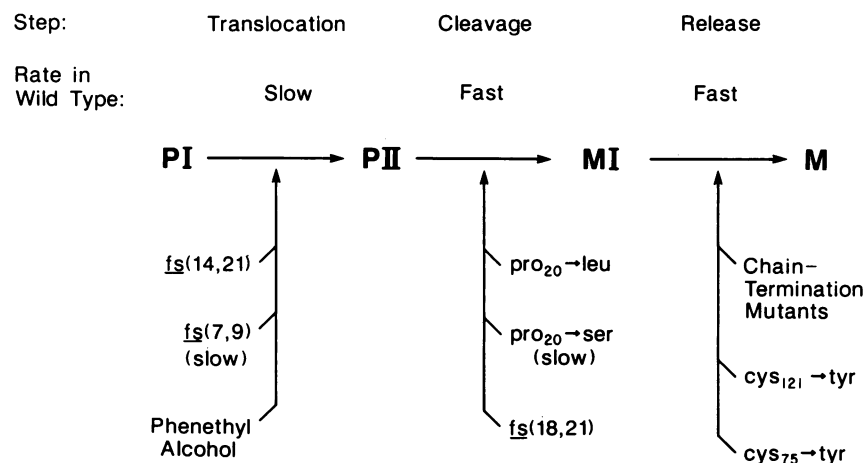 Step: Translocation Cleavage Release
Rate in
Wild Type: Slow Fast Fast
PI PII MI M
fs(14,21)
fs(7,9)
(slow)
Phenethyl
Alcohol
pro₂₀→leu
pro₂₀→ser
(slow)
fs(18,21)
Chain-
Termination
Mutants
cys₁₂₁→tyr
cys₇₅→tyr